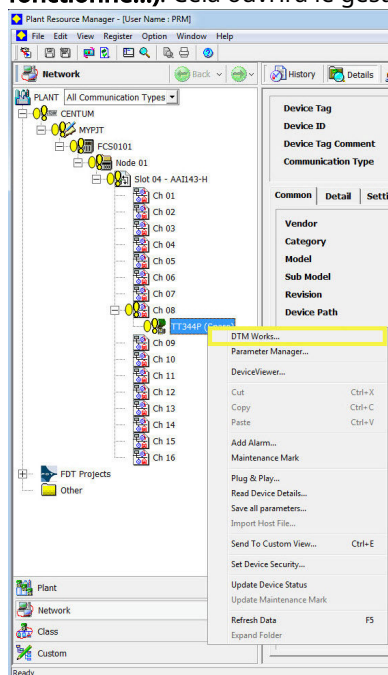 fonctionne...). Cela ouvrira le gest
Plant Resource Manager - [User Name : PRM]
File Edit View Register Option Window Help
Network Back History Details
PLANT All Communication Types
CENTUM
MYPJT
FCS0101
Node 01
Slot 04 - AAI143-H
Ch 01
Ch 02
Ch 03
Ch 04
Ch 05
Ch 06
Ch 07
Ch 08
TT344P
Ch 09
Ch 10
Ch 11
Ch 12
Ch 13
Ch 14
Ch 15
Ch 16
FDT Projects
Other
Plant
Network
Class
Custom
Ready
Device Tag
Device ID
Device Tag Comment
Communication Type
Common Detail Setti
Vendor
Category
Model
Sub Model
Revision
Device Path
DTM Works...
Parameter Manager...
DeviceViewer...
Cut Ctrl+X
Copy Ctrl+C
Paste Ctrl+V
Add Alarm...
Maintenance Mark
Plug & Play...
Read Device Details...
Save all parameters...
Import Host File...
Send To Custom View... Ctrl+E
Set Device Security...
Update Device Status
Update Maintenance Mark
Refresh Data F5
Expand Folder